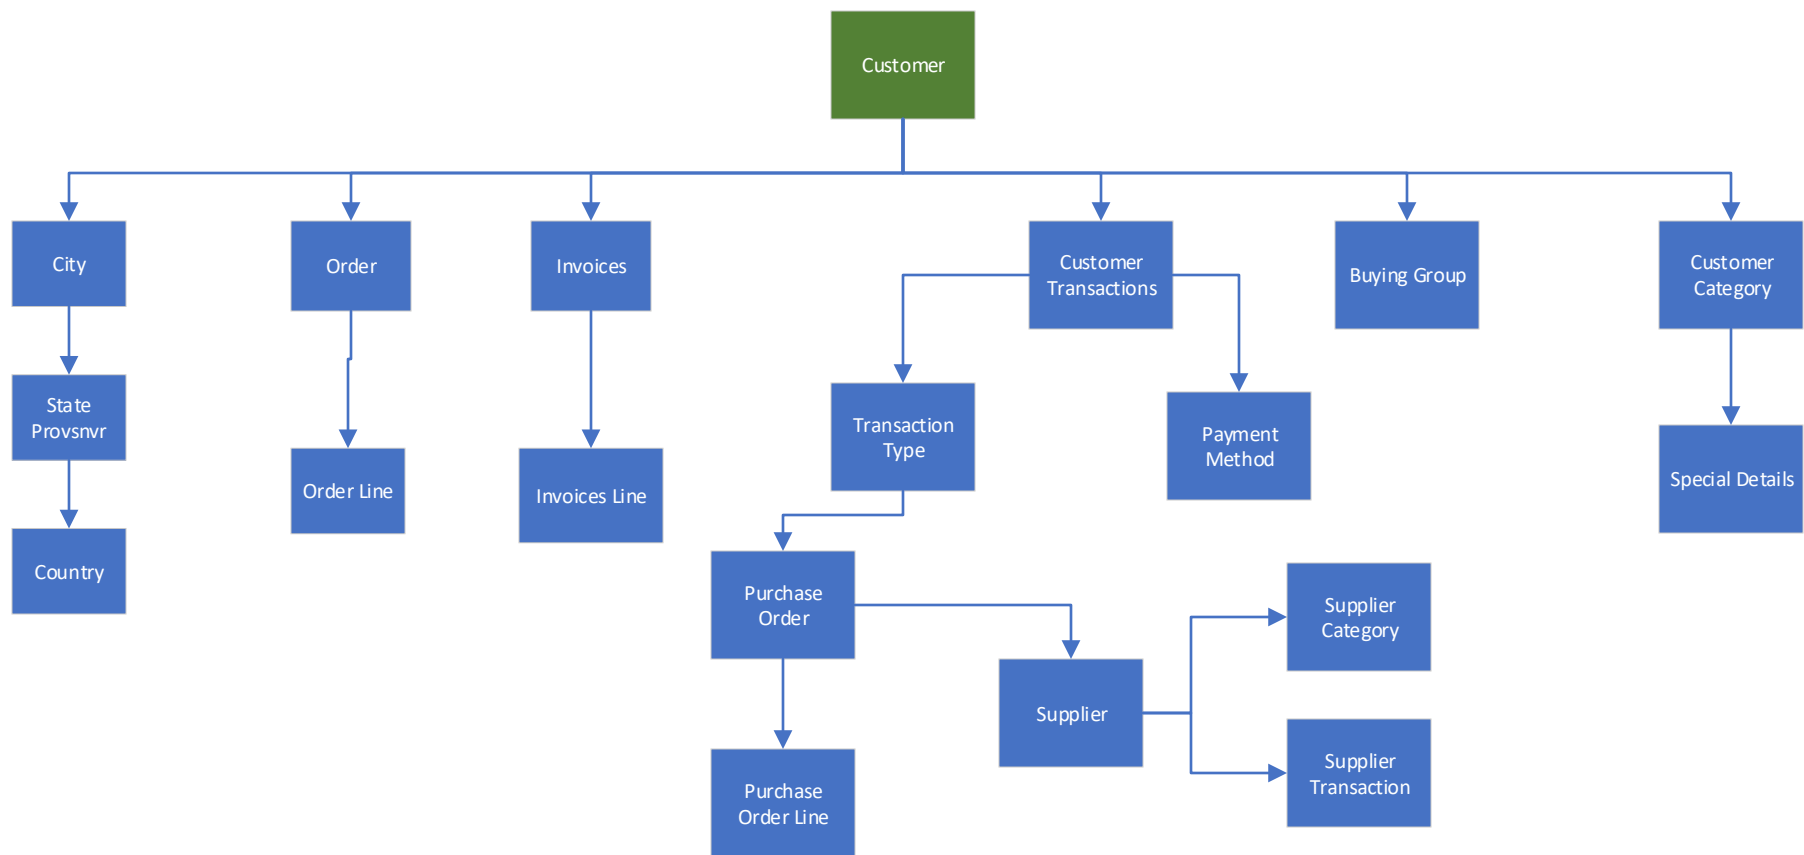 Customer
City
Order
Invoices
Customer
Transactions
Buying Group
Customer
Category
State
Provsnvr
Transaction
Type
Payment
Method
Order Line
Invoices Line
Special Details
Country
Purchase
Order
Supplier
Category
Supplier
Supplier
Transaction
Purchase
Order Line